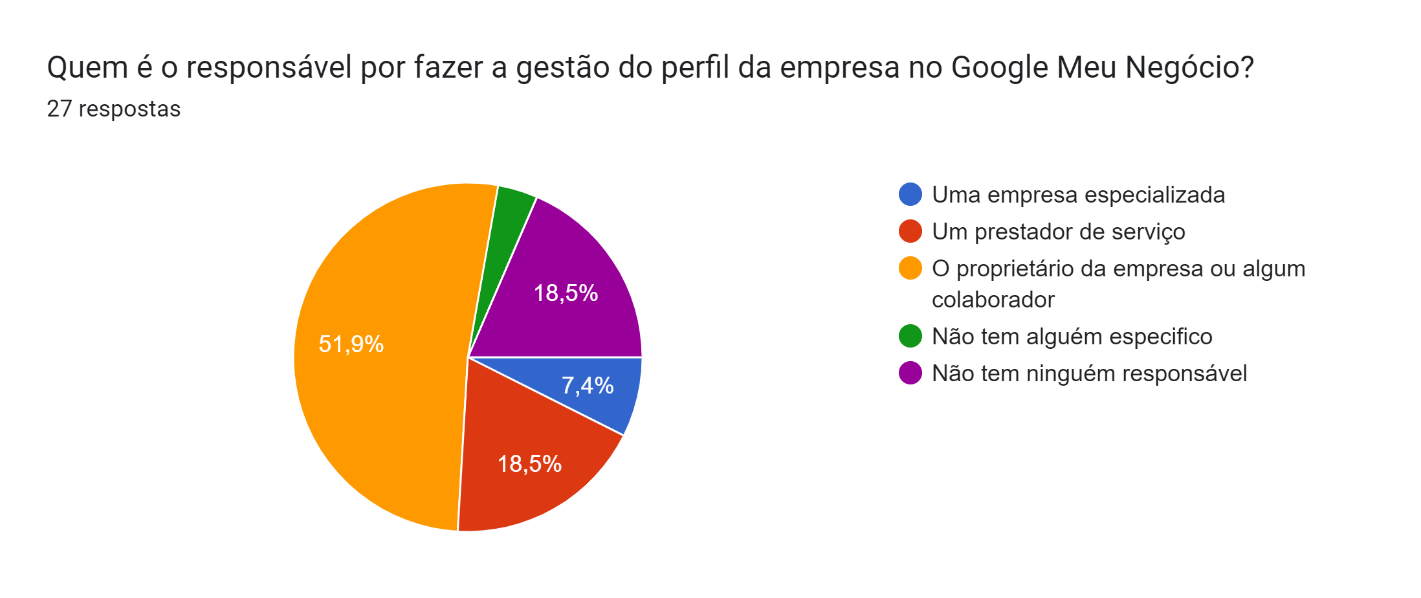 Quem é o responsável por fazer a gestão do perfil da empresa no Google Meu Negócio?
27 respostas
51,9%
18,5%
7,4%
18,5%
Uma empresa especializada
Um prestador de serviço
O proprietário da empresa ou algum
colaborador
Não tem alguém especifico
Não tem ninguém responsável